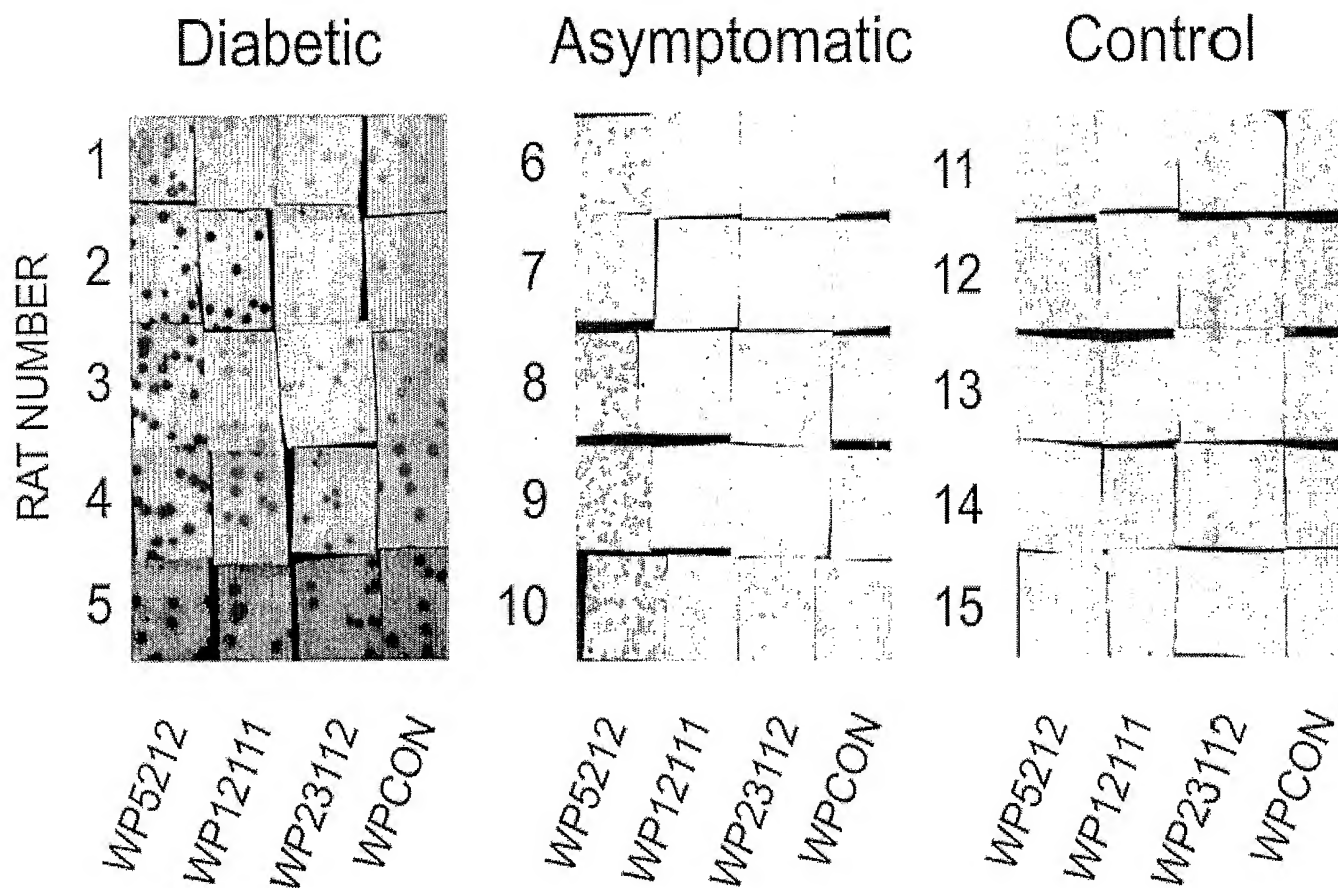 Diabetic Asymptomatic Control
RAT NUMBER
1 6 11
2 7 12
3 8 13
4 9 14
5 10 15
WP5212 WP12111 WP23112 WPCON WP5212 WP12111 WP23112 WPCON WP5212 WP12111 WP23112 WPCON